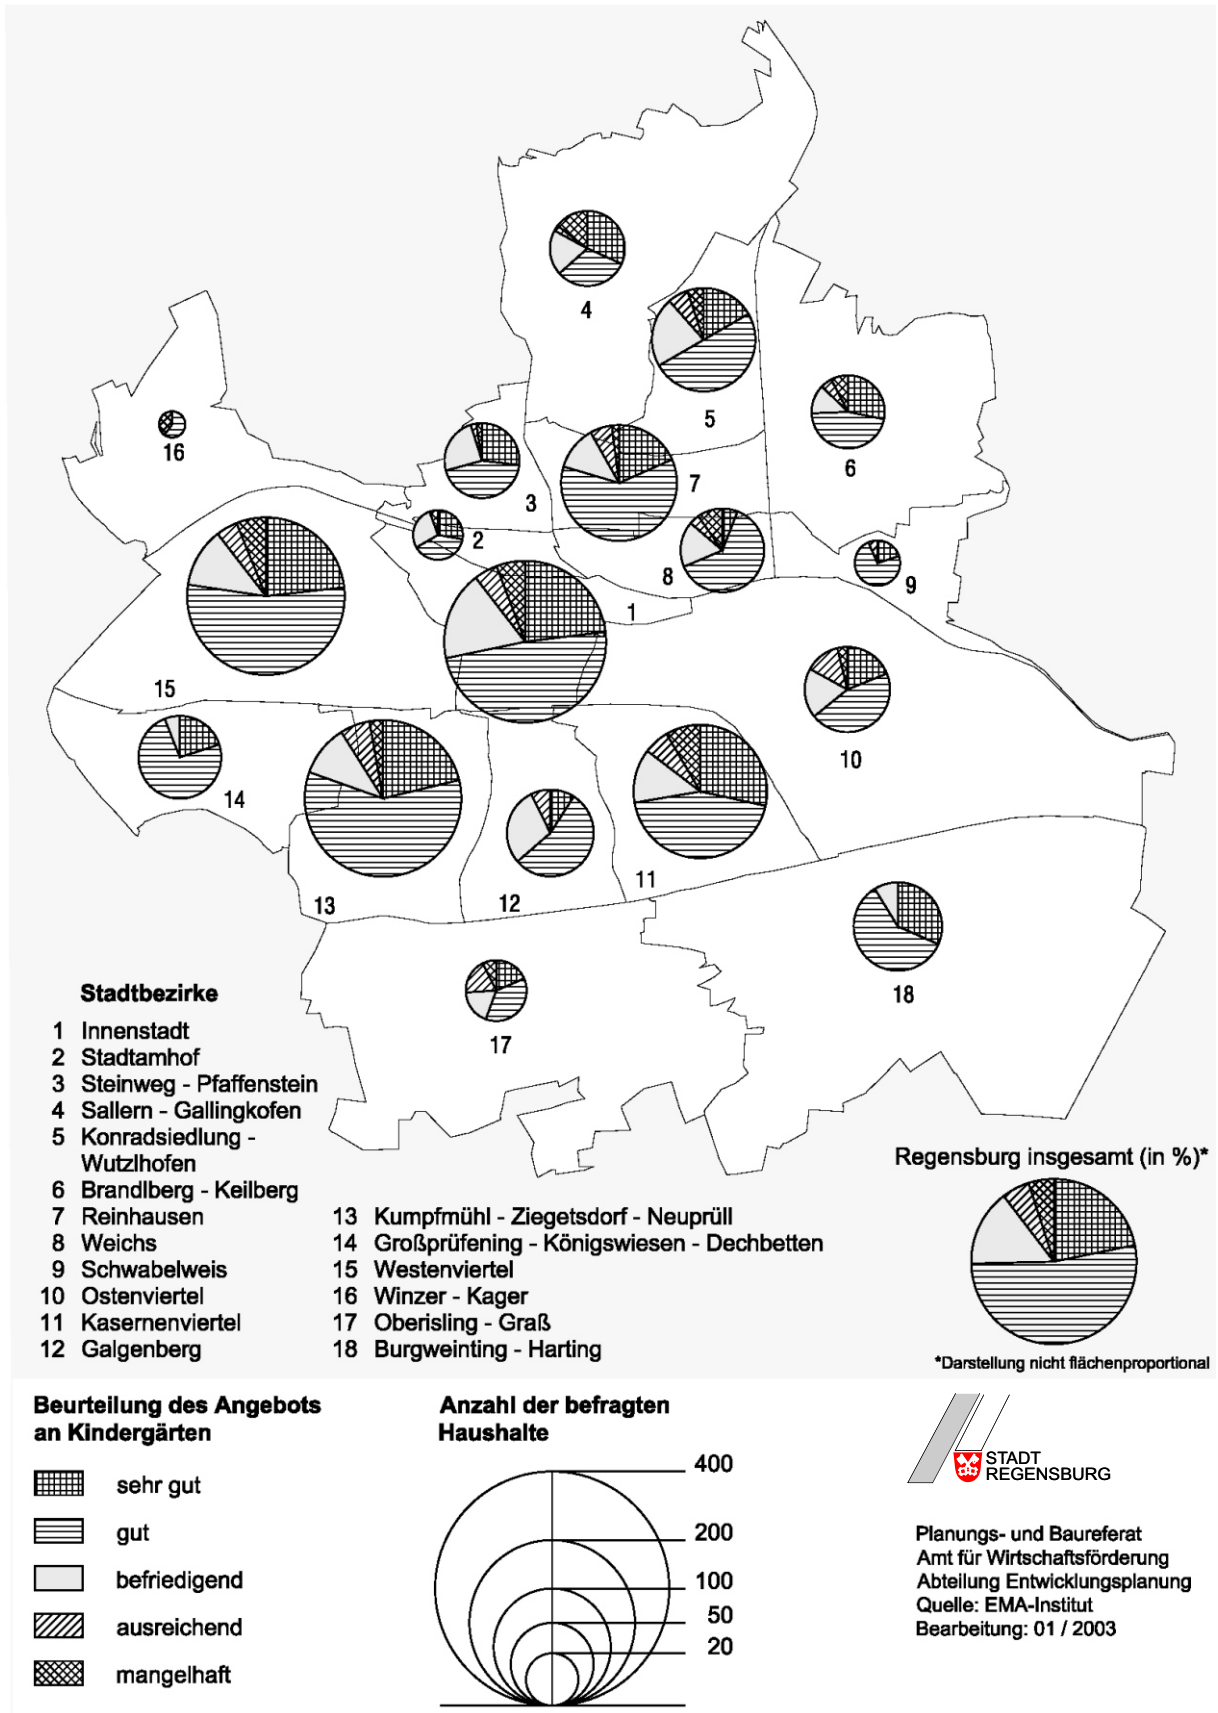 4
5
16
6
3
7
2
8
9
1
15
10
14
11
13
12
18
17
Stadtbezirke
1 Innenstadt
2 Stadtamhof
3 Steinweg - Pfaffenstein
4 Sallern - Gallingkofen
5 Konradsiedlung -
Wutzlhofen
6 Brandlberg - Keilberg
7 Reinhausen
8 Weichs
9 Schwabelweis
10 Ostenviertel
11 Kasernenviertel
12 Galgenberg
13 Kumpfmühl - Ziegetsdorf - Neuprüll
14 Großprüfening - Königswiesen - Dechbetten
15 Westenviertel
16 Winzer - Kager
17 Oberisling - Graß
18 Burgweinting - Harting
Regensburg insgesamt (in %)*
*Darstellung nicht flächenproportional
Beurteilung des Angebots
an Kindergärten
sehr gut
gut
befriedigend
ausreichend
mangelhaft
Anzahl der befragten
Haushalte
400
200
100
50
20
STADT
REGENSBURG
Planungs- und Baureferat
Amt für Wirtschaftsförderung
Abteilung Entwicklungsplanung
Quelle: EMA-Institut
Bearbeitung: 01 / 2003